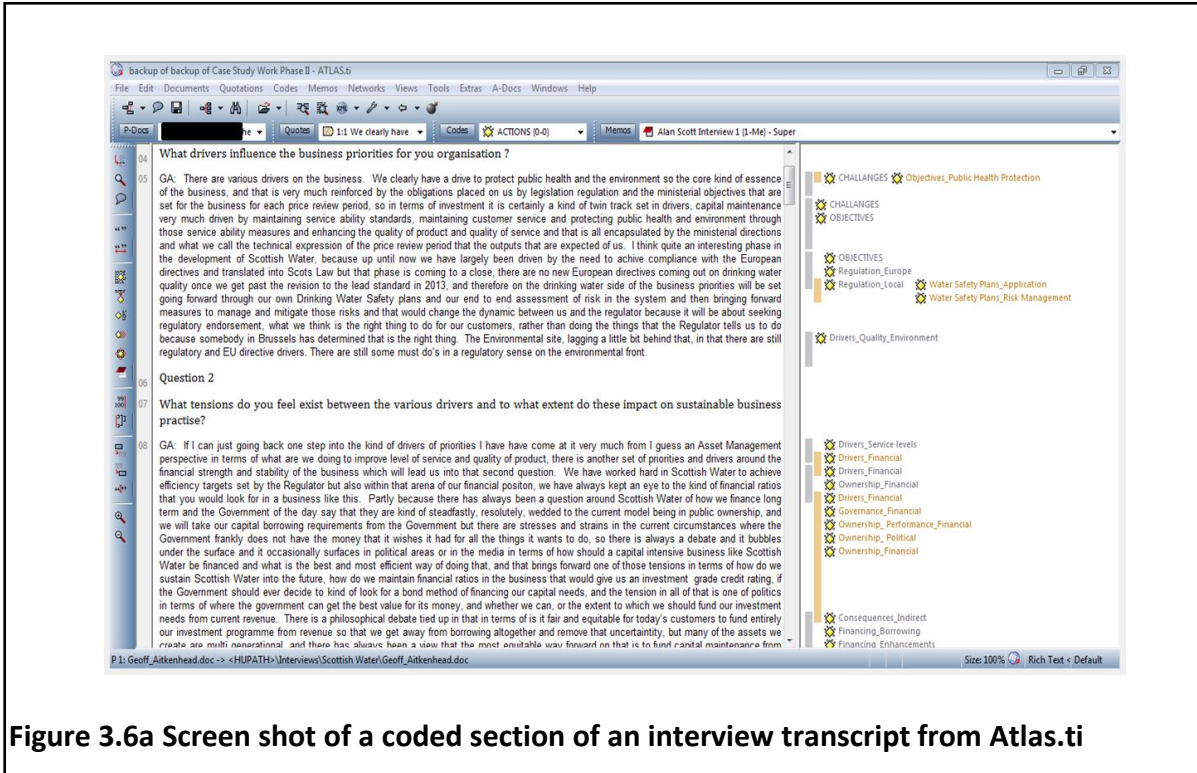 backup of backup of Case Study Work Phase II - ATLAS.ti
File Edit Documents Quotations Codes Memos Networks Views Tools Extras A-Docs Windows Help
P-Docs he Quotes 1:1 We clearly have Codes ACTIONS {0-0} Memos Alan Scott Interview 1 {1-Me} - Super
04 What drivers influence the business priorities for you organisation ?
05 GA: There are various drivers on the business. We clearly have a drive to protect public health and the environment so the core kind of essence
of the business, and that is very much reinforced by the obligations placed on us by legislation regulation and the ministerial objectives that are
set for the business for each price review period, so in terms of investment it is certainly a kind of twin track set in drivers, capital maintenance
very much driven by maintaining service ability standards, maintaining customer service and protecting public health and environment through
those service ability measures and enhancing the quality of product and quality of service and that is all encapsulated by the ministerial directions
and what we call the technical expression of the price review period that the outputs that are expected of us. I think quite an interesting phase in
the development of Scottish Water, because up until now we have largely been driven by the need to achive compliance with the European
directives and translated into Scots Law but that phase is coming to a close, there are no new European directives coming out on drinking water
quality once we get past the revision to the lead standard in 2013, and therefore on the drinking water side of the business priorities will be set
going forward through our own Drinking Water Safety plans and our end to end assessment of risk in the system and then bringing forward
measures to manage and mitigate those risks and that would change the dynamic between us and the regulator because it will be about seeking
regulatory endorsement, what we think is the right thing to do for our customers, rather than doing the things that the Regulator tells us to do
because somebody in Brussels has determined that is the right thing. The Environmental site, lagging a little bit behind that, in that there are still
regulatory and EU directive drivers. There are still some must do's in a regulatory sense on the environmental front.
06 Question 2
07 What tensions do you feel exist between the various drivers and to what extent do these impact on sustainable business
practise?
08 GA: If I can just going back one step into the kind of drivers of priorities I have have come at it very much from I guess an Asset Management
perspective in terms of what are we doing to improve level of service and quality of product, there is another set of priorities and drivers around the
financial strength and stability of the business which will lead us into that second question. We have worked hard in Scottish Water to achieve
efficiency targets set by the Regulator but also within that arena of our financial positon, we have always kept an eye to the kind of financial ratios
that you would look for in a business like this. Partly because there has always been a question around Scottish Water of how we finance long
term and the Government of the day say that they are kind of steadfastly, resolutely, wedded to the current model being in public ownership, and
we will take our capital borrowing requirements from the Government but there are stresses and strains in the current circumstances where the
Government frankly does not have the money that it wishes it had for all the things it wants to do, so there is always a debate and it bubbles
under the surface and it occasionally surfaces in political areas or in the media in terms of how should a capital intensive business like Scottish
Water be financed and what is the best and most efficient way of doing that, and that brings forward one of those tensions in terms of how do we
sustain Scottish Water into the future, how do we maintain financial ratios in the business that would give us an investment grade credit rating, if
the Government should ever decide to kind of look for a bond method of financing our capital needs, and the tension in all of that is one of politics
in terms of where the government can get the best value for its money, and whether we can, or the extent to which we should fund our investment
needs from current revenue. There is a philosophical debate tied up in that in terms of is it fair and equitable for today's customers to fund entirely
our investment programme from revenue so that we get away from borrowing altogether and remove that uncertaintity, but many of the assets we
create are multi generational, and there has always been a view that the most equitable way forward on that is to fund capital maintenance from
CHALLANGES Objectives_Public Health Protection
CHALLANGES
OBJECTIVES
OBJECTIVES
Regulation_Europe
Regulation_Local Water Safety Plans_Application
Water Safety Plans_Risk Management
Drivers_Quality_Environment
Drivers_Service levels
Drivers_Financial
Drivers_Financial
Ownership_Financial
Drivers_Financial
Governance_Financial
Ownership_ Performance_Financial
Ownership_ Political
Ownership_Financial
Consequences_Indirect
Financing_Borrowing
Financing_Enhancements
P 1: Geoff_Aitkenhead.doc -> <HUPATH>\Interviews\Scottish Water\Geoff_Aitkenhead.doc Size: 100% Rich Text < Default
Figure 3.6a Screen shot of a coded section of an interview transcript from Atlas.ti